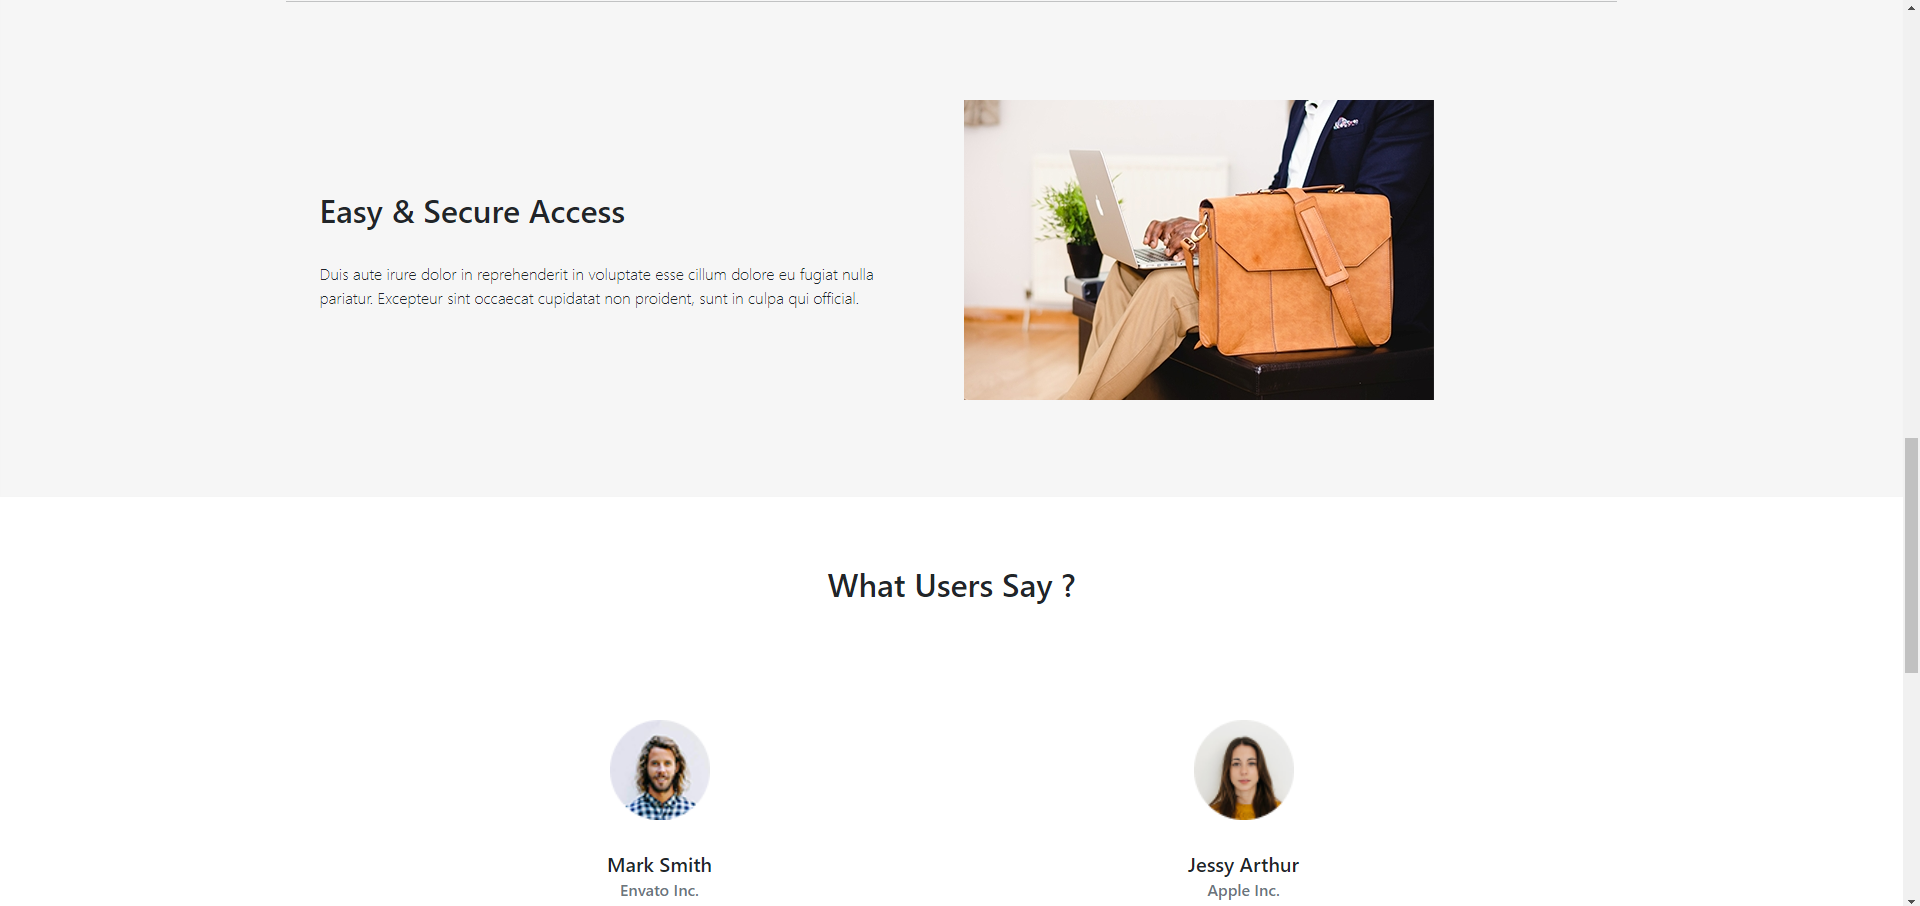 Easy & Secure Access
Duis aute irure dolor in reprehenderit in voluptate esse cillum dolore eu fugiat nulla
pariatur. Excepteur sint occaecat cupidatat non proident, sunt in culpa qui official.
What Users Say ?
Mark Smith
Envato Inc.
Jessy Arthur
Apple Inc.